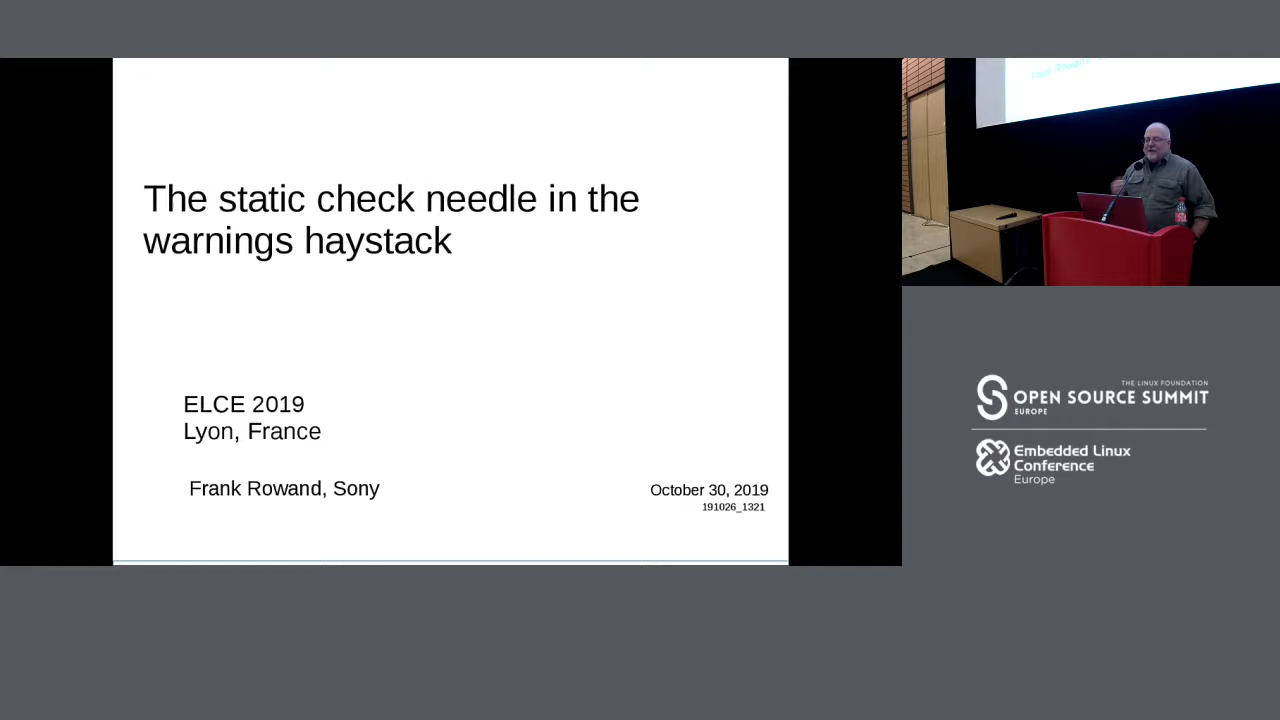 The static check needle in the
warnings haystack
ELCE 2019
Lyon, France
Frank Rowand, Sony
October 30, 2019
191026_1321
THE LINUX FOUNDATION
OPEN SOURCE SUMMIT
EUROPE
Embedded Linux
Conference
Europe